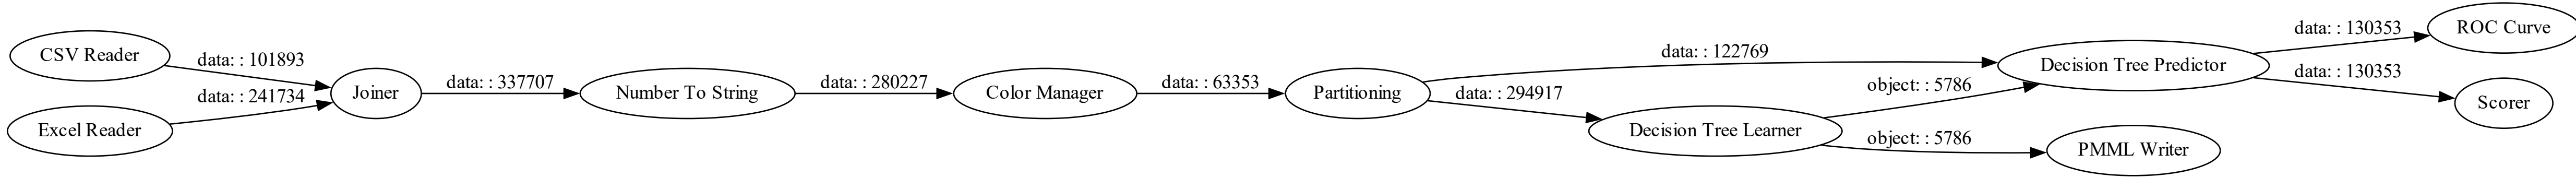 CSV Reader
data: : 101893
Excel Reader
data: : 241734
Joiner
data: : 337707
Number To String
data: : 280227
Color Manager
data: : 63353
Partitioning
data: : 122769
data: : 294917
Decision Tree Learner
object: : 5786
object: : 5786
Decision Tree Predictor
PMML Writer
data: : 130353
data: : 130353
ROC Curve
Scorer